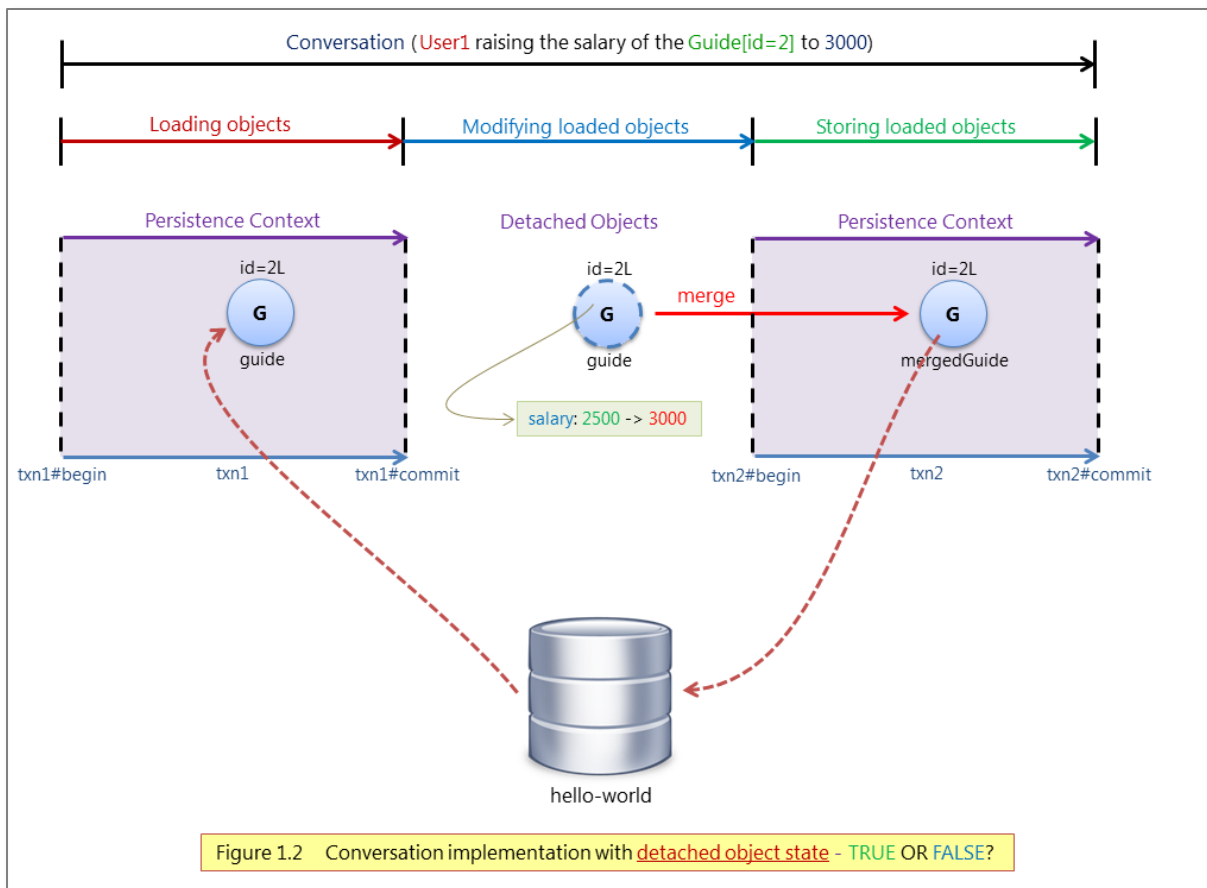 Conversation (User1 raising the salary of the Guide[id=2] to 3000)
Loading objects
Modifying loaded objects
Storing loaded objects
Persistence Context
Detached Objects
Persistence Context
id=2L
id=2L
id=2L
G
G
merge
G
guide
guide
mergedGuide
salary: 2500 -> 3000
txn1#begin
txn1
txn1#commit
txn2#begin
txn2
txn2#commit
hello-world
Figure 1.2 Conversation implementation with detached object state - TRUE OR FALSE?